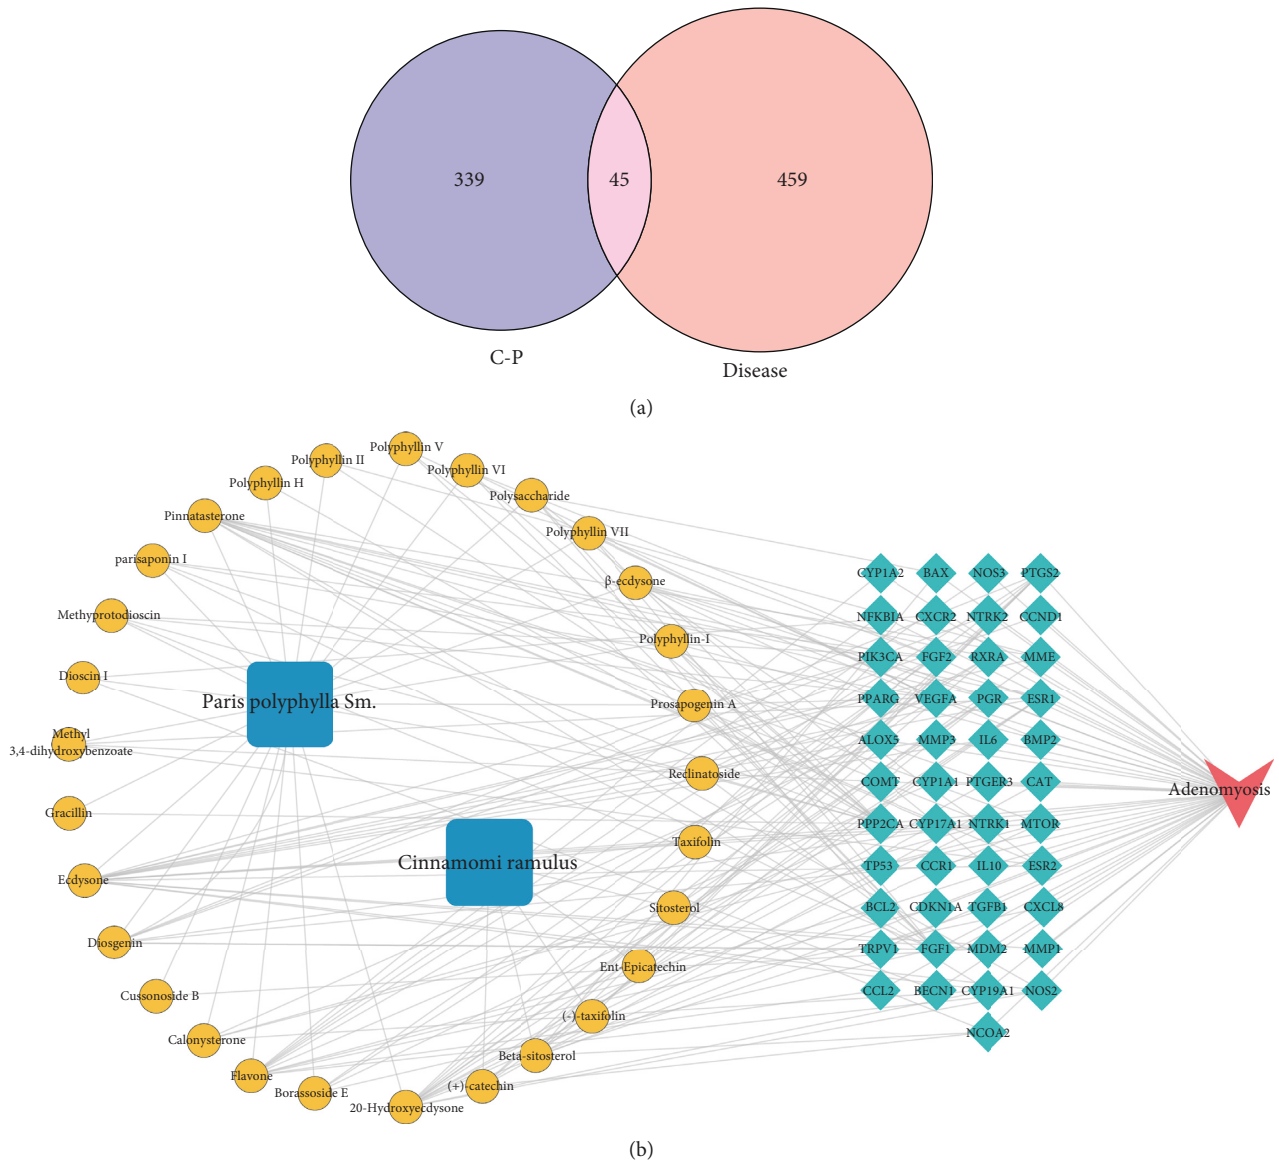 339
45
459
C-P
Disease
(a)
Polyphyllin V
Polyphyllin II
Polyphyllin VI
Polyphyllin H
Polysaccharide
Pinnatasterone
Polyphyllin VII
parisaponin I
β-ecdysone
Methyprotodioscin
Polyphyllin-I
Dioscin I
Paris polyphylla Sm.
Prosapogenin A
Methyl
3,4-dihydroxybenzoate
Reclinatoside
Gracillin
Taxifolin
Cinnamomi ramulus
Ecdysone
Sitosterol
Diosgenin
Ent-Epicatechin
Cussonoside B
(-)-taxifolin
Calonysterone
Beta-sitosterol
Flavone
(+)-catechin
Borassoside E
20-Hydroxyecdysone
CYP1A2 BAX NOS3 PTGS2
NFKBIA CXCR2 NTRK2 CCND1
PIK3CA FGF2 RXRA MME
PPARG VEGFA PGR ESR1
ALOX5 MMP3 IL6 BMP2
COMT CYP1A1 PTGER3 CAT
PPP2CA CYP17A1 NTRK1 MTOR
TP53 CCR1 IL10 ESR2
BCL2 CDKN1A TGFB1 CXCL8
TRPV1 FGF1 MDM2 MMP1
CCL2 BECN1 CYP19A1 NOS2
NCOA2
Adenomyosis
(b)